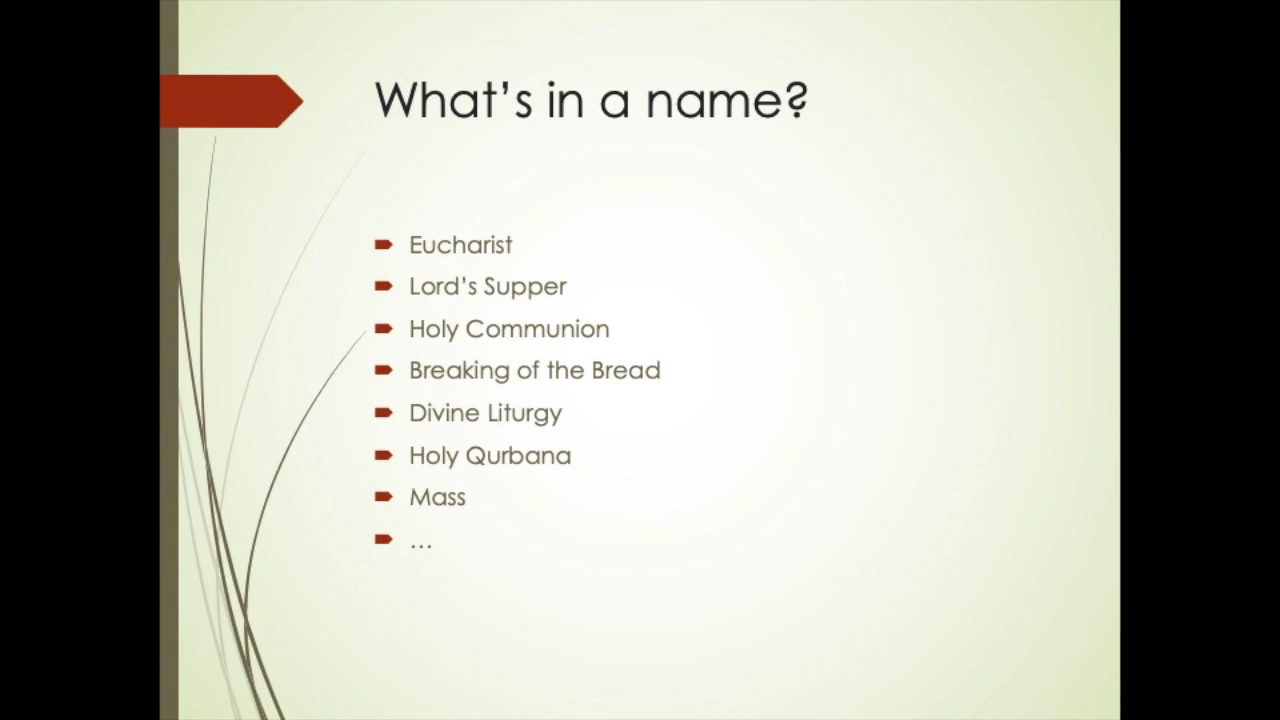 What's in a name?
Eucharist
Lord's Supper
Holy Communion
Breaking of the Bread
Divine Liturgy
Holy Qurbana
Mass
…